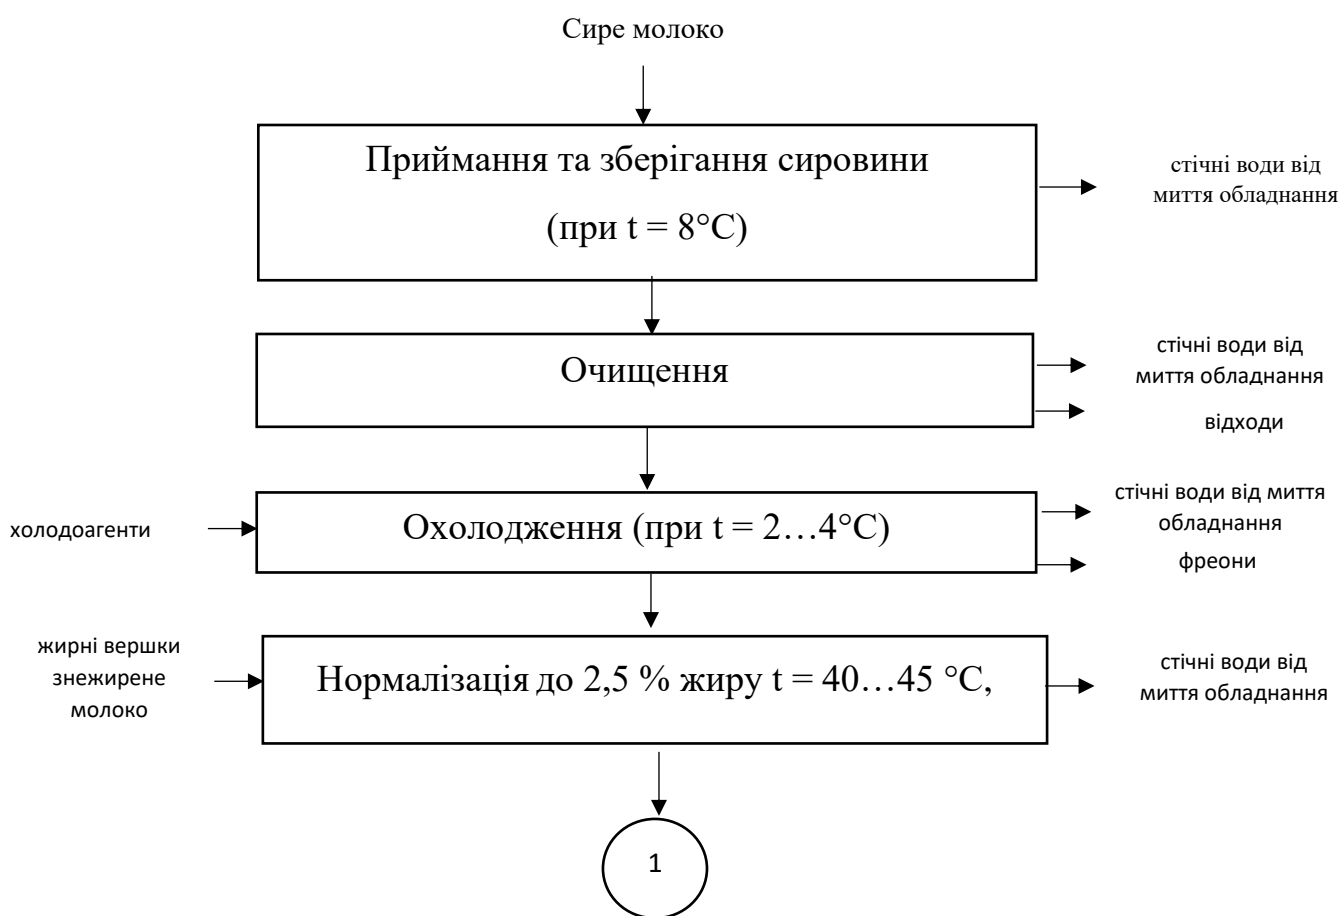 Сире молоко
Приймання та зберігання сировини
(при t = 8°C)
стічні води від
миття обладнання
Очищення
стічні води від
миття обладнання
відходи
холодоагенти
Охолодження (при t = 2…4°C)
стічні води від миття
обладнання
фреони
жирні вершки
знежирене
молоко
Нормалізація до 2,5 % жиру t = 40…45 °C,
стічні води від
миття обладнання
1